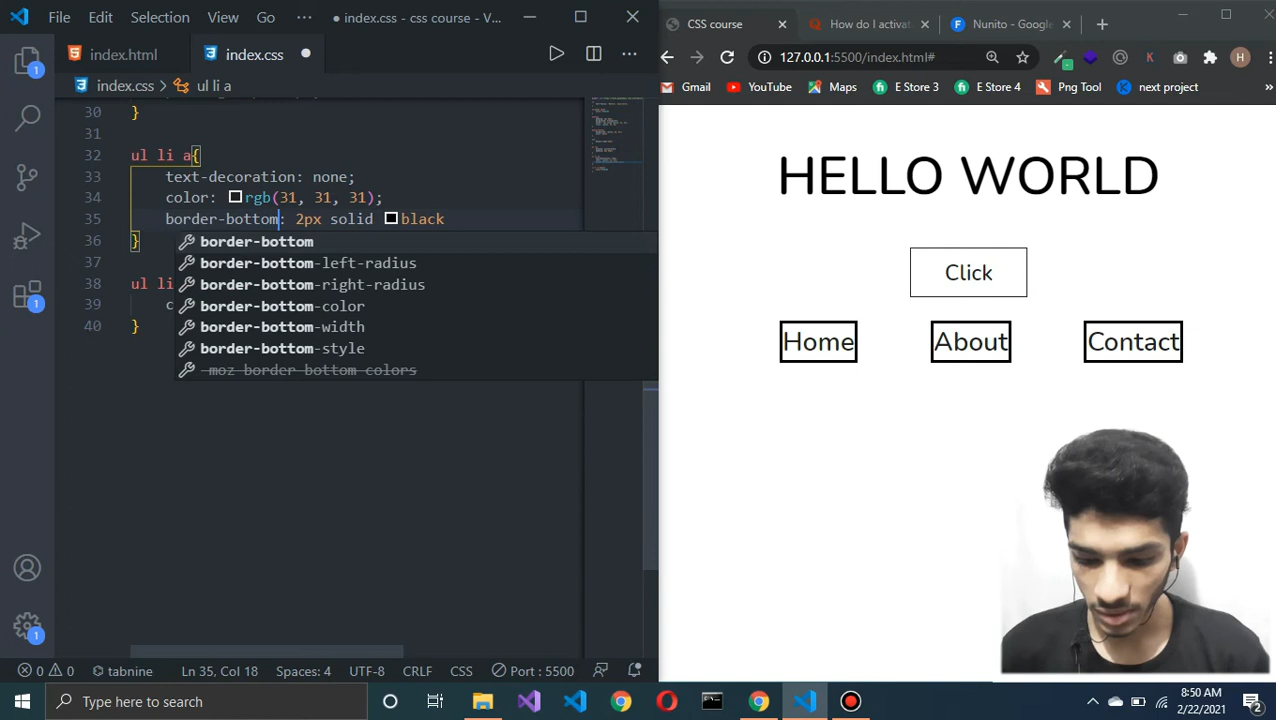 File Edit Selection View Go ··· ● index.css - css course - V...
index.html index.css ●
index.css > ul li a
30 }
31
32 ul li a{
33 text-decoration: none;
34 color: rgb(31, 31, 31);
35 border-bottom: 2px solid black
36 }
border-bottom
37
border-bottom-left-radius
38 ul li
border-bottom-right-radius
39 c
border-bottom-color
40 }
border-bottom-width
border-bottom-style
-moz-border-bottom-colors
0 0 tabnine Ln 35, Col 18 Spaces: 4 UTF-8 CRLF CSS Port : 5500
CSS course How do I activat Nunito - Google
127.0.0.1:5500/index.html#
Gmail YouTube Maps E Store 3 E Store 4 Png Tool next project »
HELLO WORLD
Click
Home About Contact
Type here to search
8:50 AM
2/22/2021